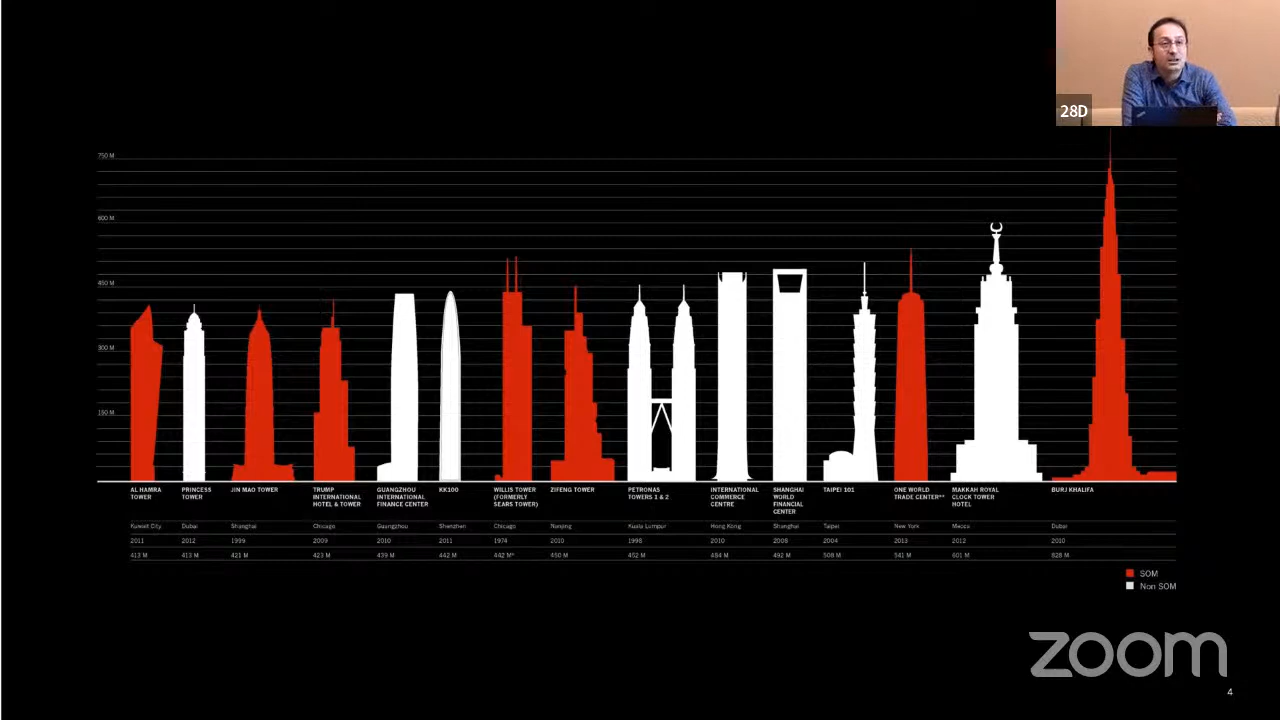 28D
750 M
600 M
450 M
300 M
150 M
AL HAMRA
TOWER
PRINCESS
TOWER
JIN MAO TOWER
TRUMP
INTERNATIONAL
HOTEL & TOWER
GUANGZHOU
INTERNATIONAL
FINANCE CENTER
KK100
WILLIS TOWER
(FORMERLY
SEARS TOWER)
ZIFENG TOWER
PETRONAS
TOWERS 1 & 2
INTERNATIONAL
COMMERCE
CENTRE
SHANGHAI
WORLD
FINANCIAL
CENTER
TAIPEI 101
ONE WORLD
TRADE CENTER**
MAKKAH ROYAL
CLOCK TOWER
HOTEL
BURJ KHALIFA
Kuwait City Dubai Shanghai Chicago Guangzhou Shenzhen Chicago Nanjing Kuala Lumpur Hong Kong Shanghai Taipei New York Mecca Dubai
2011 2012 1999 2009 2010 2011 1974 2010 1998 2010 2008 2004 2013 2012 2010
413 M 413 M 421 M 423 M 439 M 442 M 442 M* 450 M 452 M 484 M 492 M 508 M 541 M 601 M 828 M
SOM
Non SOM
zoom
4